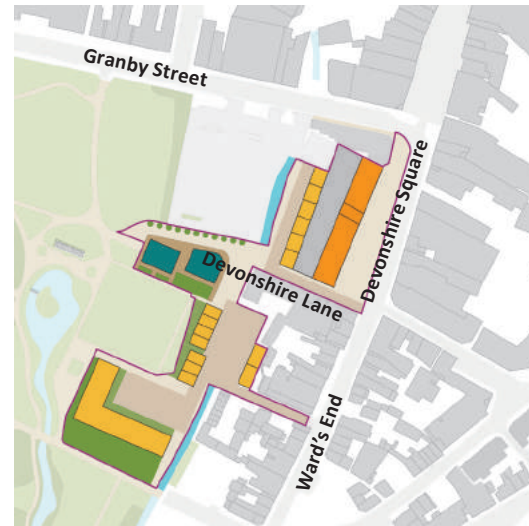 Granby Street
Devonshire Square
Devonshire Lane
Ward's End